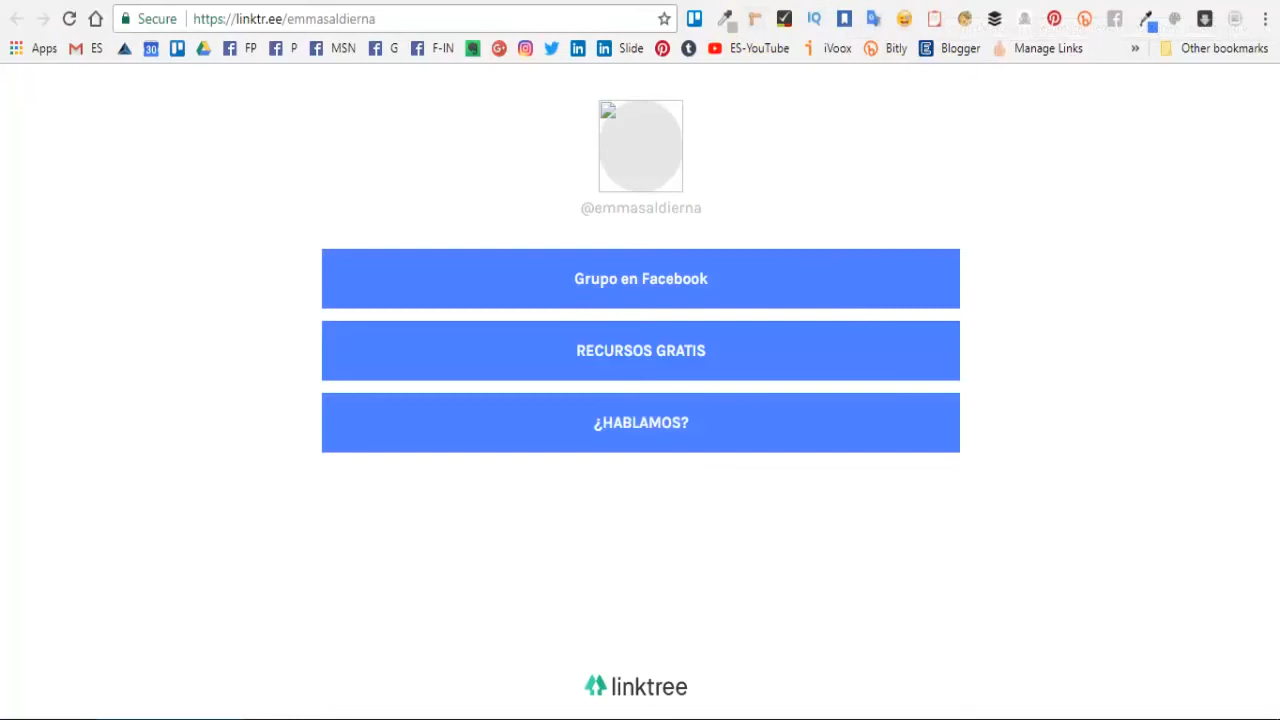 Secure https://linktr.ee/emmasaldierna
Apps ES 30 FP P MSN G F-IN Slide ES-YouTube iVoox Bitly Blogger Manage Links » Other bookmarks
@emmasaldierna
Grupo en Facebook
RECURSOS GRATIS
¿HABLAMOS?
linktree